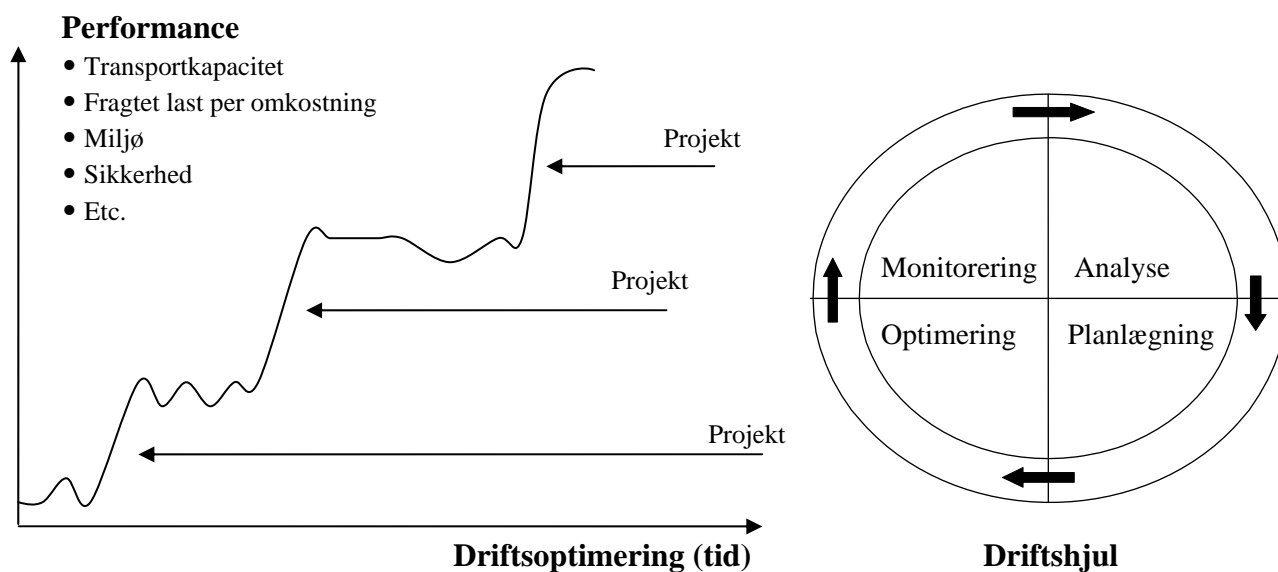 Performance
• Transportkapacitet
• Fragtet last per omkostning
• Miljø
• Sikkerhed
• Etc.
Projekt
Projekt
Projekt
Driftsoptimering (tid)
Monitorering
Analyse
Optimering
Planlægning
Driftshjul